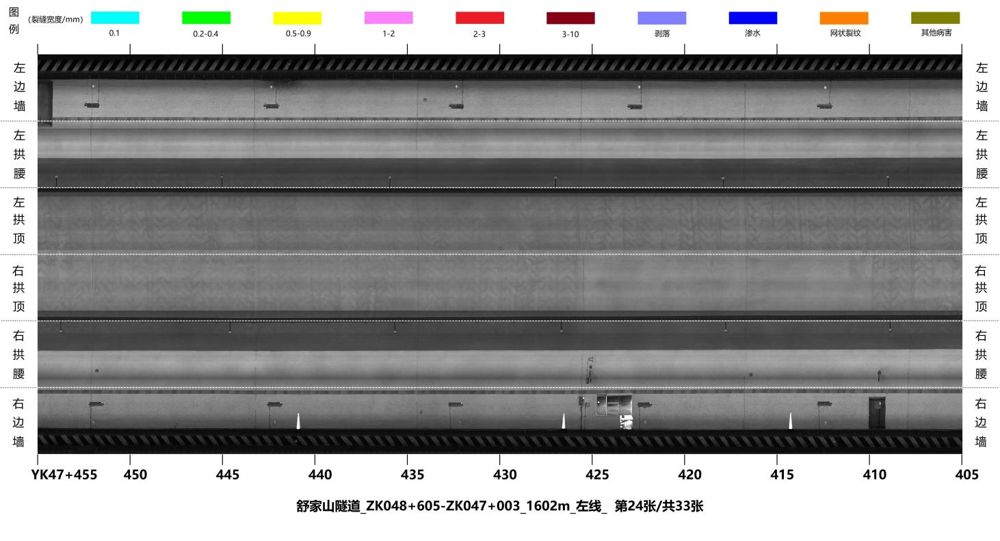 图例
(裂缝宽度/mm)
0.1 0.2-0.4 0.5-0.9 1-2 2-3 3-10 剥落 渗水 网状裂纹 其他病害
左边墙 左边墙
左拱腰 左拱腰
左拱顶 左拱顶
右拱顶 右拱顶
右拱腰 右拱腰
右边墙 右边墙
YK47+455 450 445 440 435 430 425 420 415 410 405
舒家山隧道_ZK048+605-ZK047+003_1602m_左线_ 第24张/共33张